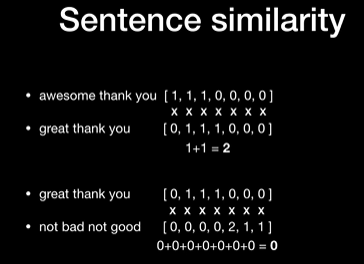 Sentence similarity
• awesome thank you [ 1, 1, 1, 0, 0, 0, 0 ]
x x x x x x x
• great thank you [ 0, 1, 1, 1, 0, 0, 0 ]
1+1 = 2
• great thank you [ 0, 1, 1, 1, 0, 0, 0 ]
x x x x x x x
• not bad not good [ 0, 0, 0, 0, 2, 1, 1 ]
0+0+0+0+0+0+0 = 0